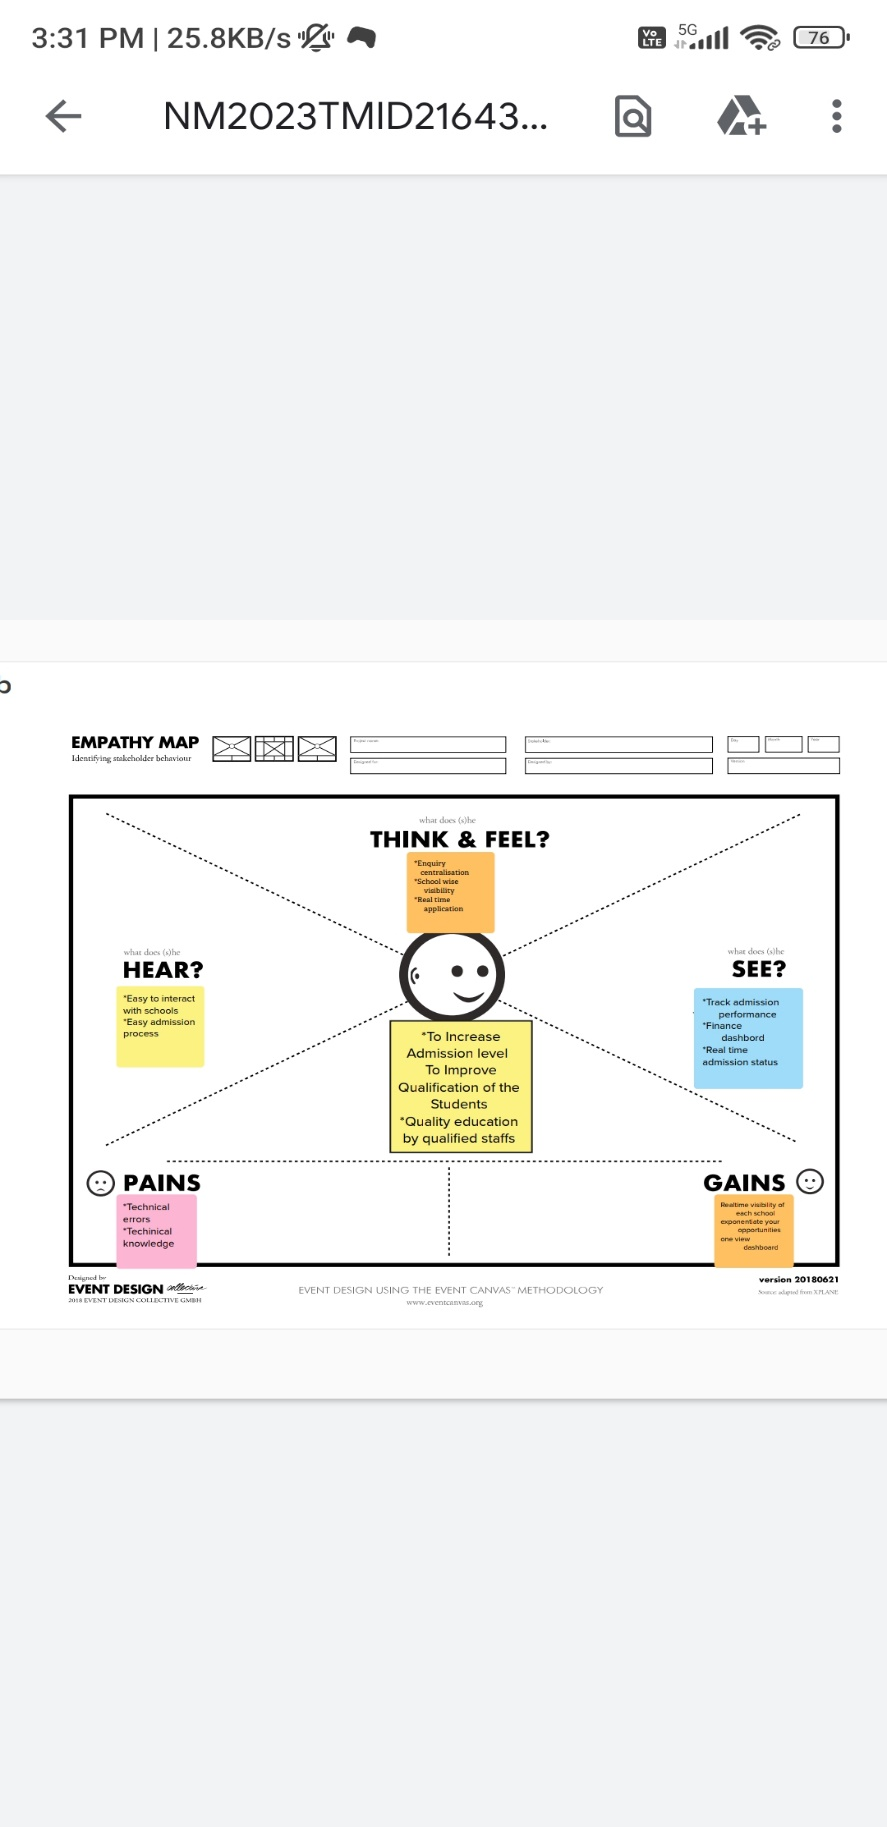 3:31 PM | 25.8KB/s
Vo LTE 5G 76
NM2023TMID21643...
EMPATHY MAP
Identifying stakeholder behaviour
what does (s)he
THINK & FEEL?
*Enquiry
centralisation
*School wise
visibility
*Real time
application
what does (s)he
HEAR?
*Easy to interact
with schools
*Easy admission
process
what does (s)he
SEE?
*Track admission
performance
*Finance
dashbord
*Real time
admission status
*To Increase
Admission level
To Improve
Qualification of the
Students
*Quality education
by qualified staffs
PAINS
*Technical
errors
*Techinical
knowledge
GAINS
Realtime visibility of
each school
exponentiate your
opportunities
one view
dashboard
Designed by
EVENT DESIGN collective
2018 EVENT DESIGN COLLECTIVE GMBH
EVENT DESIGN USING THE EVENT CANVAS™ METHODOLOGY
www.eventcanvas.org
version 20180621
Source: adapted from XPLANE